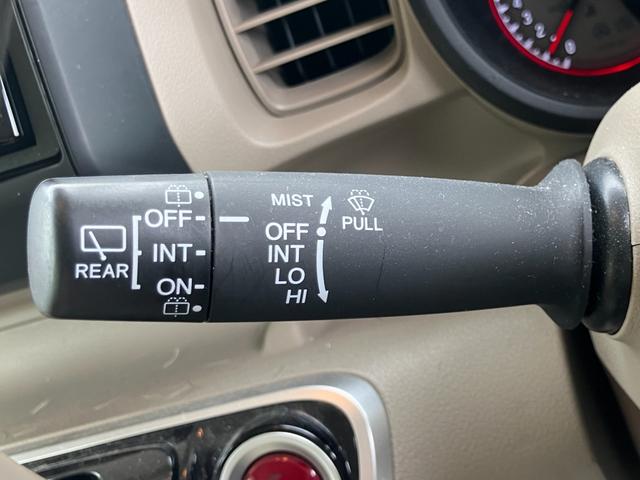 REAR
OFF
INT
ON
MIST
OFF
INT
LO
HI
PULL